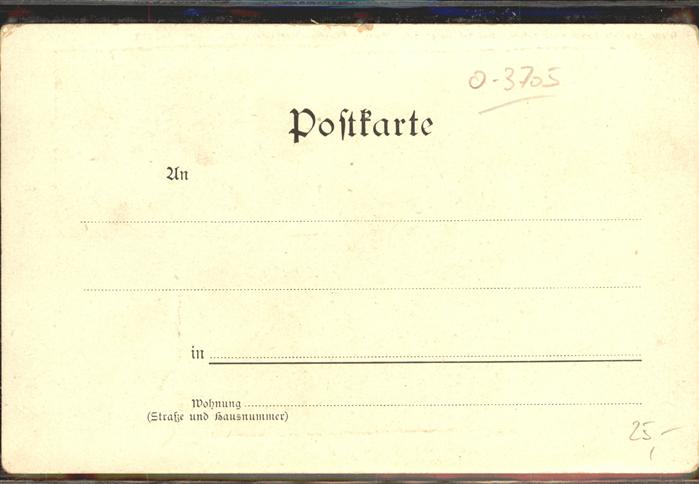 0-3705
Postkarte
An
in
Wohnung
(Straße und Hausnummer)
25,-